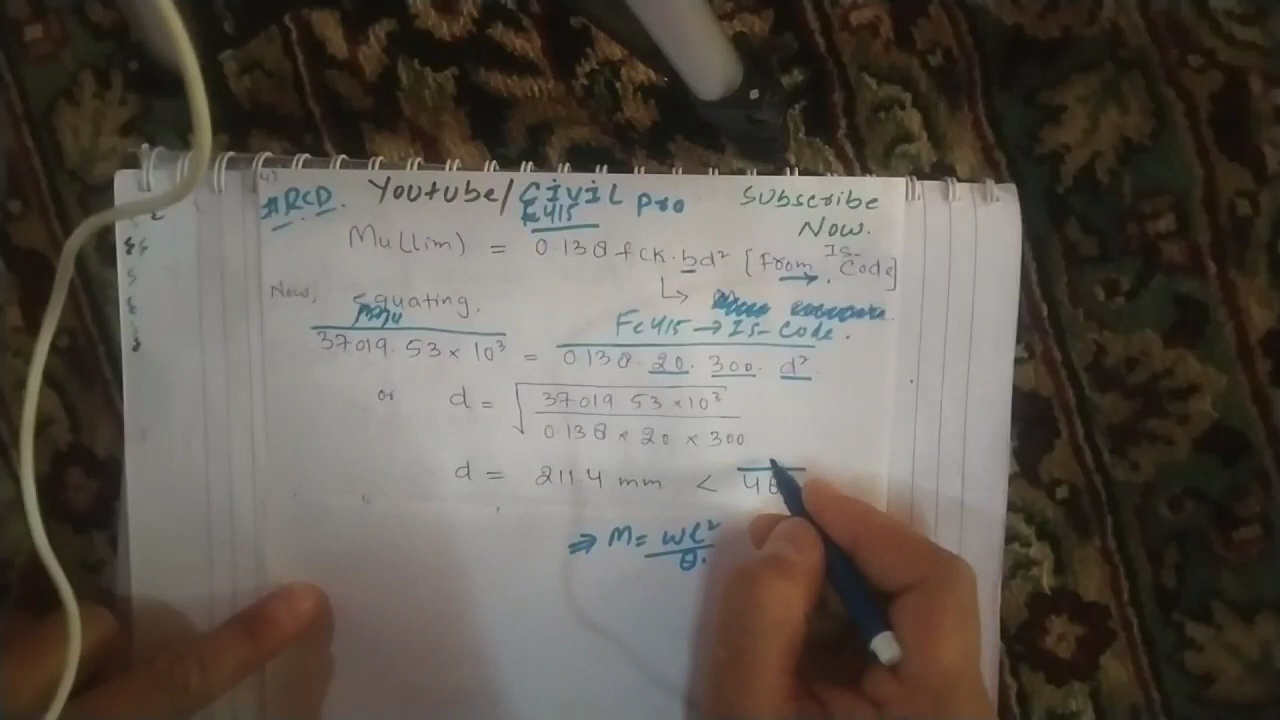 #RCD. Youtube/CiViL Pro Subscribe Now.
Fe415
Mu(lim) = 0.138 fck.bd² [From IS-Code]
Now, Equating.
Fe415 → IS-Code.
37019.53 × 10³ = 0.138. 20. 300. d²
or d = √37019.53 × 10³ / 0.138 × 20 × 300
d = 211.4 mm <
⇒ M = wl²/8.